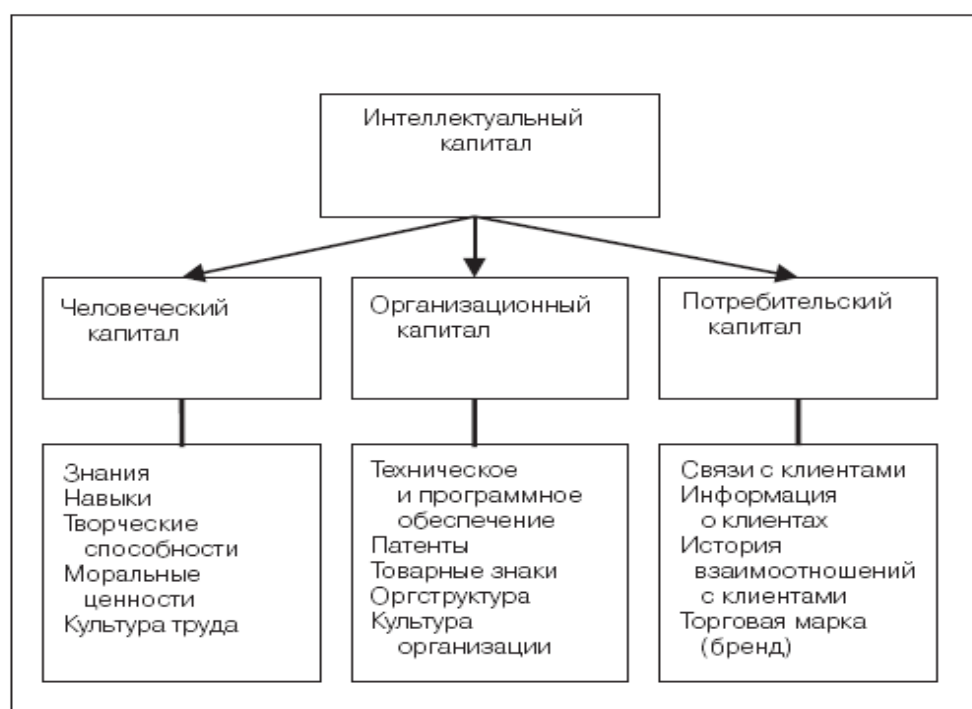 Интеллектуальный
капитал
Человеческий
капитал
Организационный
капитал
Потребительский
капитал
Знания
Навыки
Творческие
способности
Моральные
ценности
Культура труда
Техническое
и программное
обеспечение
Патенты
Товарные знаки
Оргструктура
Культура
организации
Связи с клиентами
Информация
о клиентах
История
взаимоотношений
с клиентами
Торговая марка
(бренд)